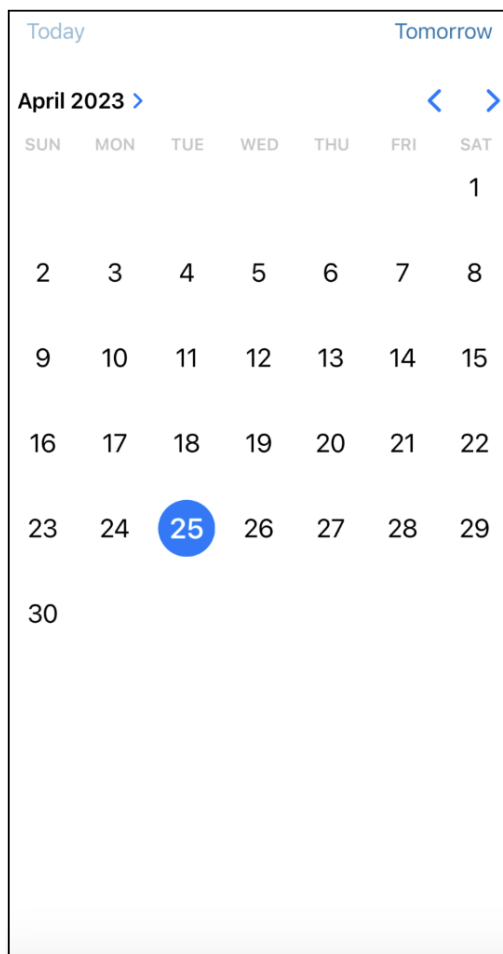 Today Tomorrow
April 2023
SUN MON TUE WED THU FRI SAT
1
2 3 4 5 6 7 8
9 10 11 12 13 14 15
16 17 18 19 20 21 22
23 24 25 26 27 28 29
30